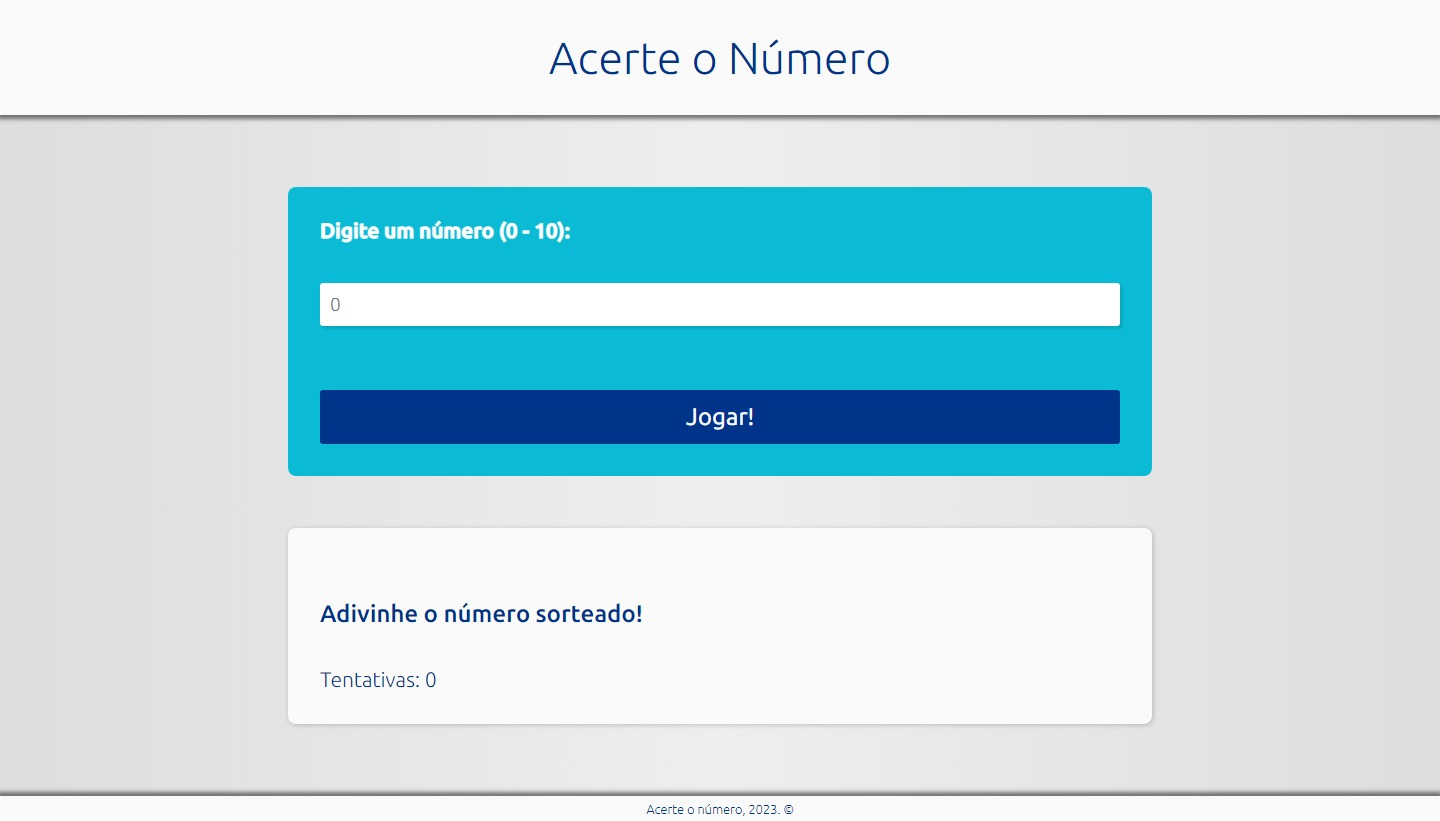 Acerte o Número
Digite um número (0 - 10):
0
Jogar!
Adivinhe o número sorteado!
Tentativas: 0
Acerte o número, 2023. ©